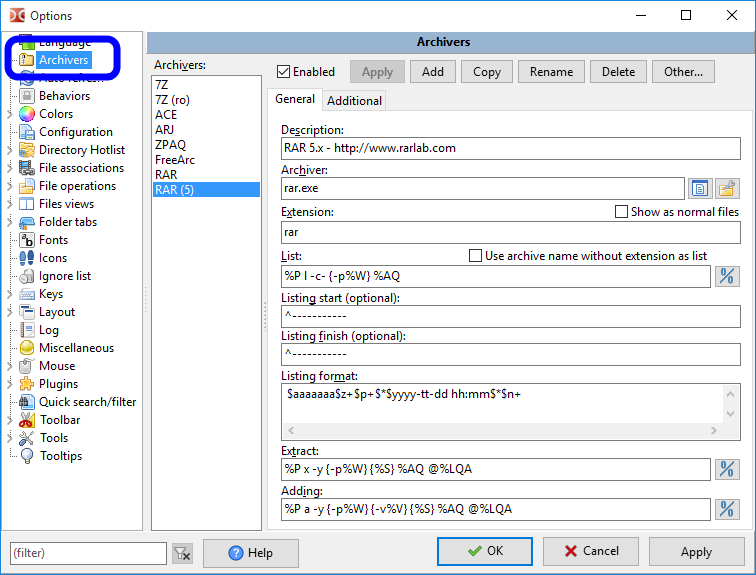 Options
Language
Archivers
Auto refresh
Behaviors
Colors
Configuration
Directory Hotlist
File associations
File operations
Files views
Folder tabs
Fonts
Icons
Ignore list
Keys
Layout
Log
Miscellaneous
Mouse
Plugins
Quick search/filter
Toolbar
Tools
Tooltips
(filter)
Archivers
Archivers:
7Z
7Z (ro)
ACE
ARJ
ZPAQ
FreeArc
RAR
RAR (5)
Enabled Apply Add Copy Rename Delete Other...
General Additional
Description:
RAR 5.x - http://www.rarlab.com
Archiver:
rar.exe
Extension: Show as normal files
rar
List: Use archive name without extension as list
%P l -c- {-p%W} %AQ
Listing start (optional):
^-----------
Listing finish (optional):
^-----------
Listing format:
$aaaaaaa$z+$p+$*$yyyy-tt-dd hh:mm$*$n+
Extract:
%P x -y {-p%W} {%S} %AQ @%LQA
Adding:
%P a -y {-p%W} {-v%V} {%S} %AQ @%LQA
Help OK Cancel Apply